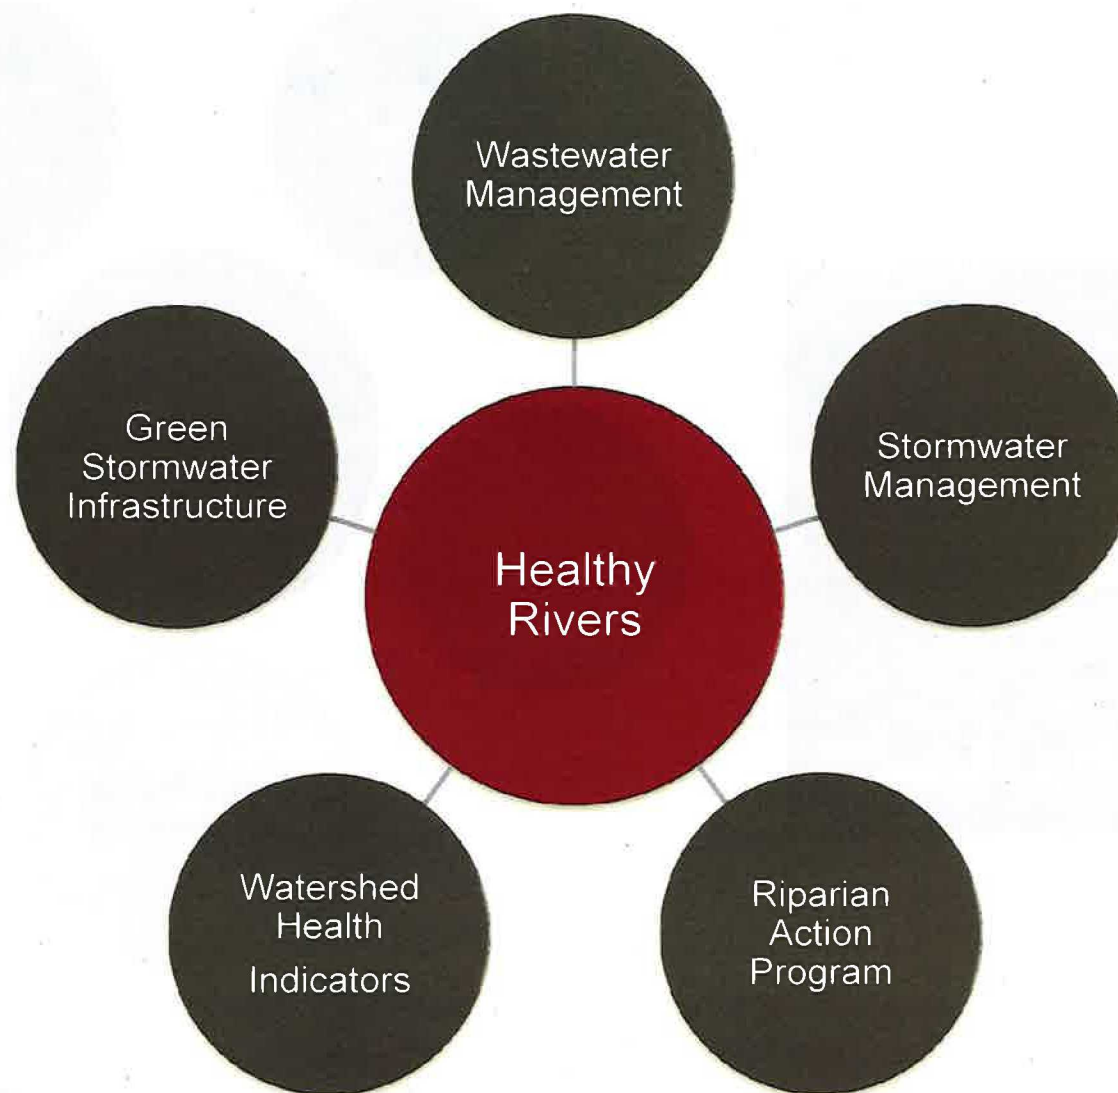 Wastewater
Management
Green
Stormwater
Infrastructure
Stormwater
Management
Healthy
Rivers
Watershed
Health
Indicators
Riparian
Action
Program